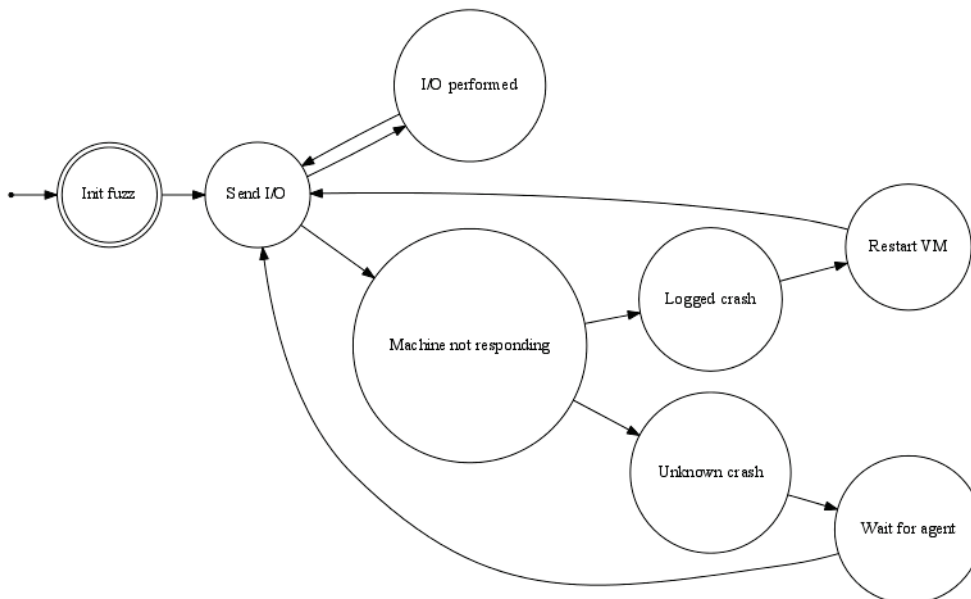 I/O performed
Init fuzz
Send I/O
Restart VM
Logged crash
Machine not responding
Unknown crash
Wait for agent